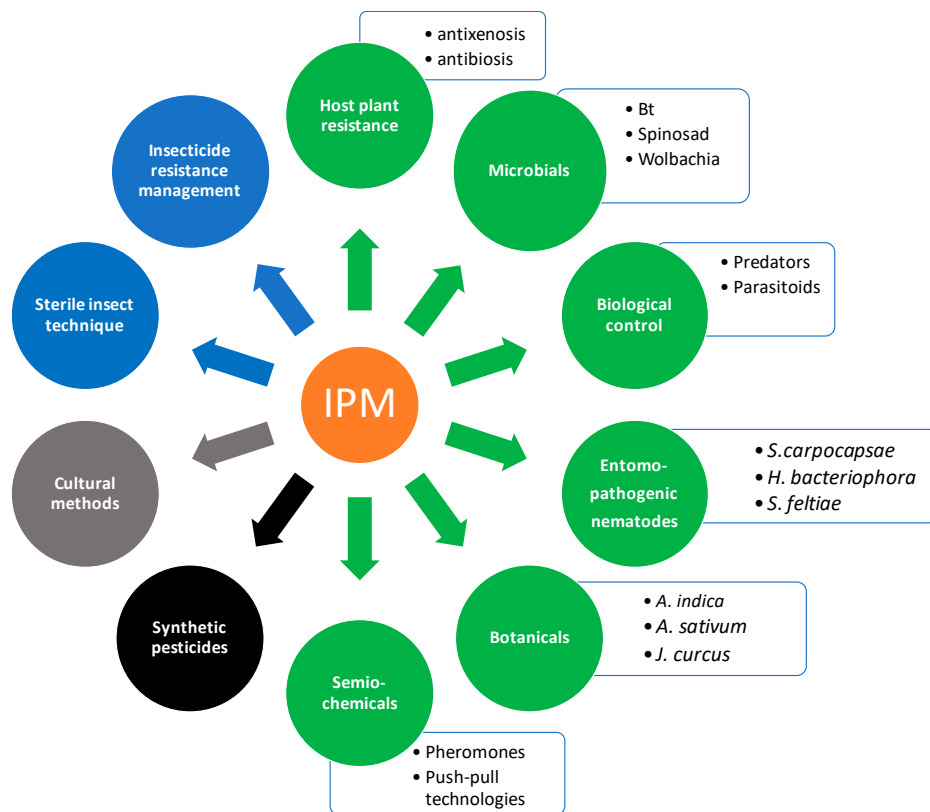 • antixenosis
• antibiosis
Host plant
resistance
• Bt
• Spinosad
• Wolbachia
Microbials
Insecticide
resistance
management
• Predators
• Parasitoids
Biological
control
Sterile insect
technique
IPM
• S.carpocapsae
• H. bacteriophora
• S. feltiae
Entomo-
pathogenic
nematodes
Cultural
methods
• A. indica
• A. sativum
• J. curcus
Botanicals
Synthetic
pesticides
Semio-
chemicals
• Pheromones
• Push-pull
technologies